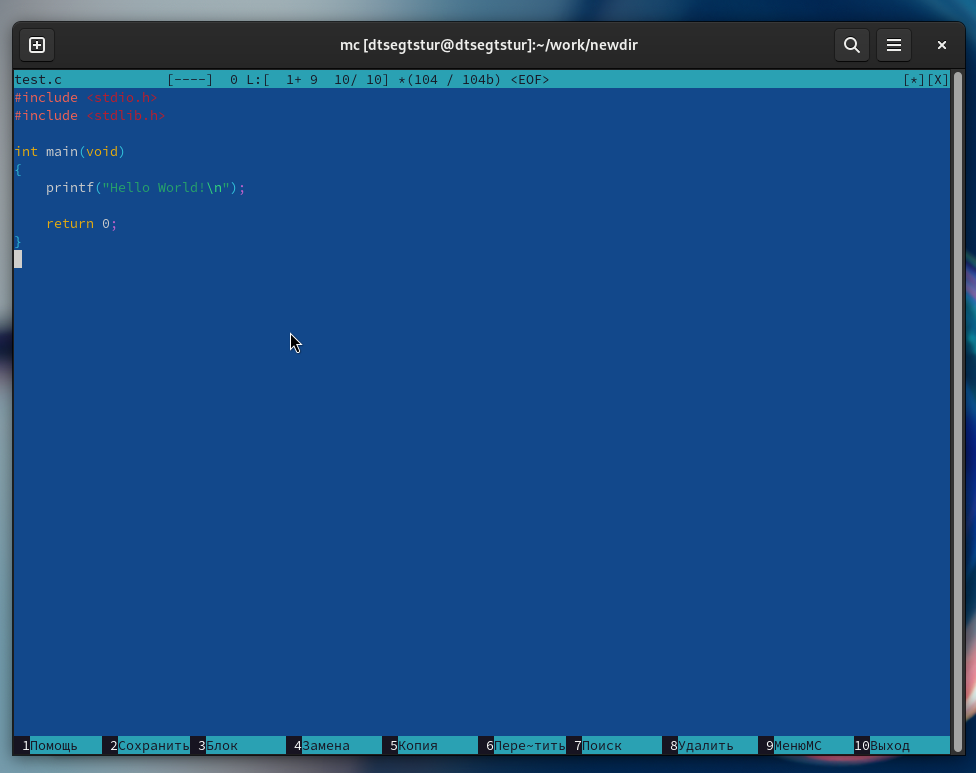 mc [dtsegtstur@dtsegtstur]:~/work/newdir
test.c [----] 0 L:[ 1+ 9 10/ 10] *(104 / 104b) <EOF> [*][X]
#include <stdio.h>
#include <stdlib.h>
int main(void)
{
    printf("Hello World!\n");
    return 0;
}
1Помощь 2Сохранить 3Блок 4Замена 5Копия 6Пере~тить 7Поиск 8Удалить 9МенюMC 10Выход